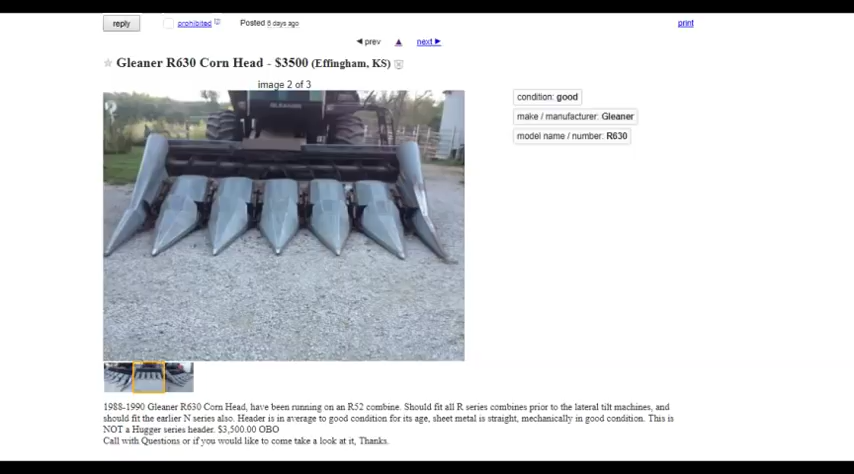 reply
prohibited
Posted 6 days ago
print
◀ prev ▲ next ▶
☆ Gleaner R630 Corn Head - $3500 (Effingham, KS)
image 2 of 3
GLEANER
condition: good
make / manufacturer: Gleaner
model name / number: R630
1988-1990 Gleaner R630 Corn Head, have been running on an R52 combine. Should fit all R series combines prior to the lateral tilt machines, and
should fit the earlier N series also. Header is in average to good condition for its age, sheet metal is straight, mechanically in good condition. This is
NOT a Hugger series header. $3,500.00 OBO
Call with Questions or if you would like to come take a look at it, Thanks.